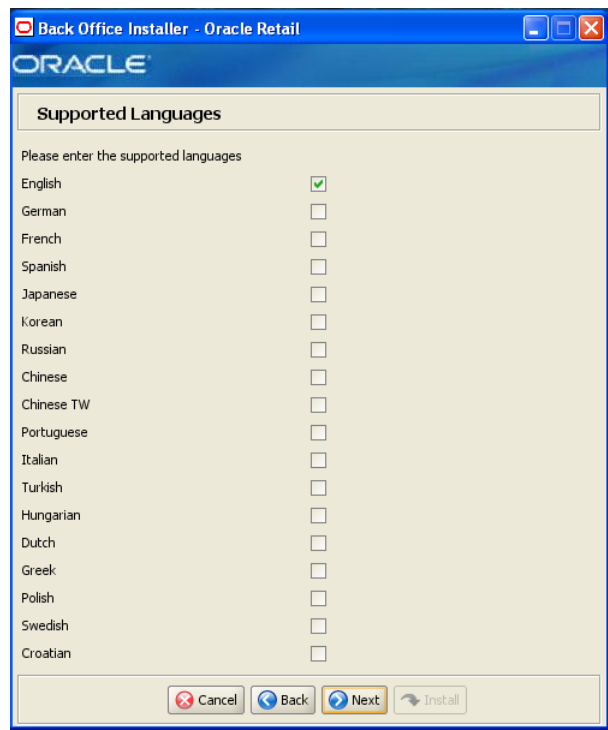 Back Office Installer - Oracle Retail
ORACLE
Supported Languages
Please enter the supported languages
English
German
French
Spanish
Japanese
Korean
Russian
Chinese
Chinese TW
Portuguese
Italian
Turkish
Hungarian
Dutch
Greek
Polish
Swedish
Croatian
Cancel Back Next Install